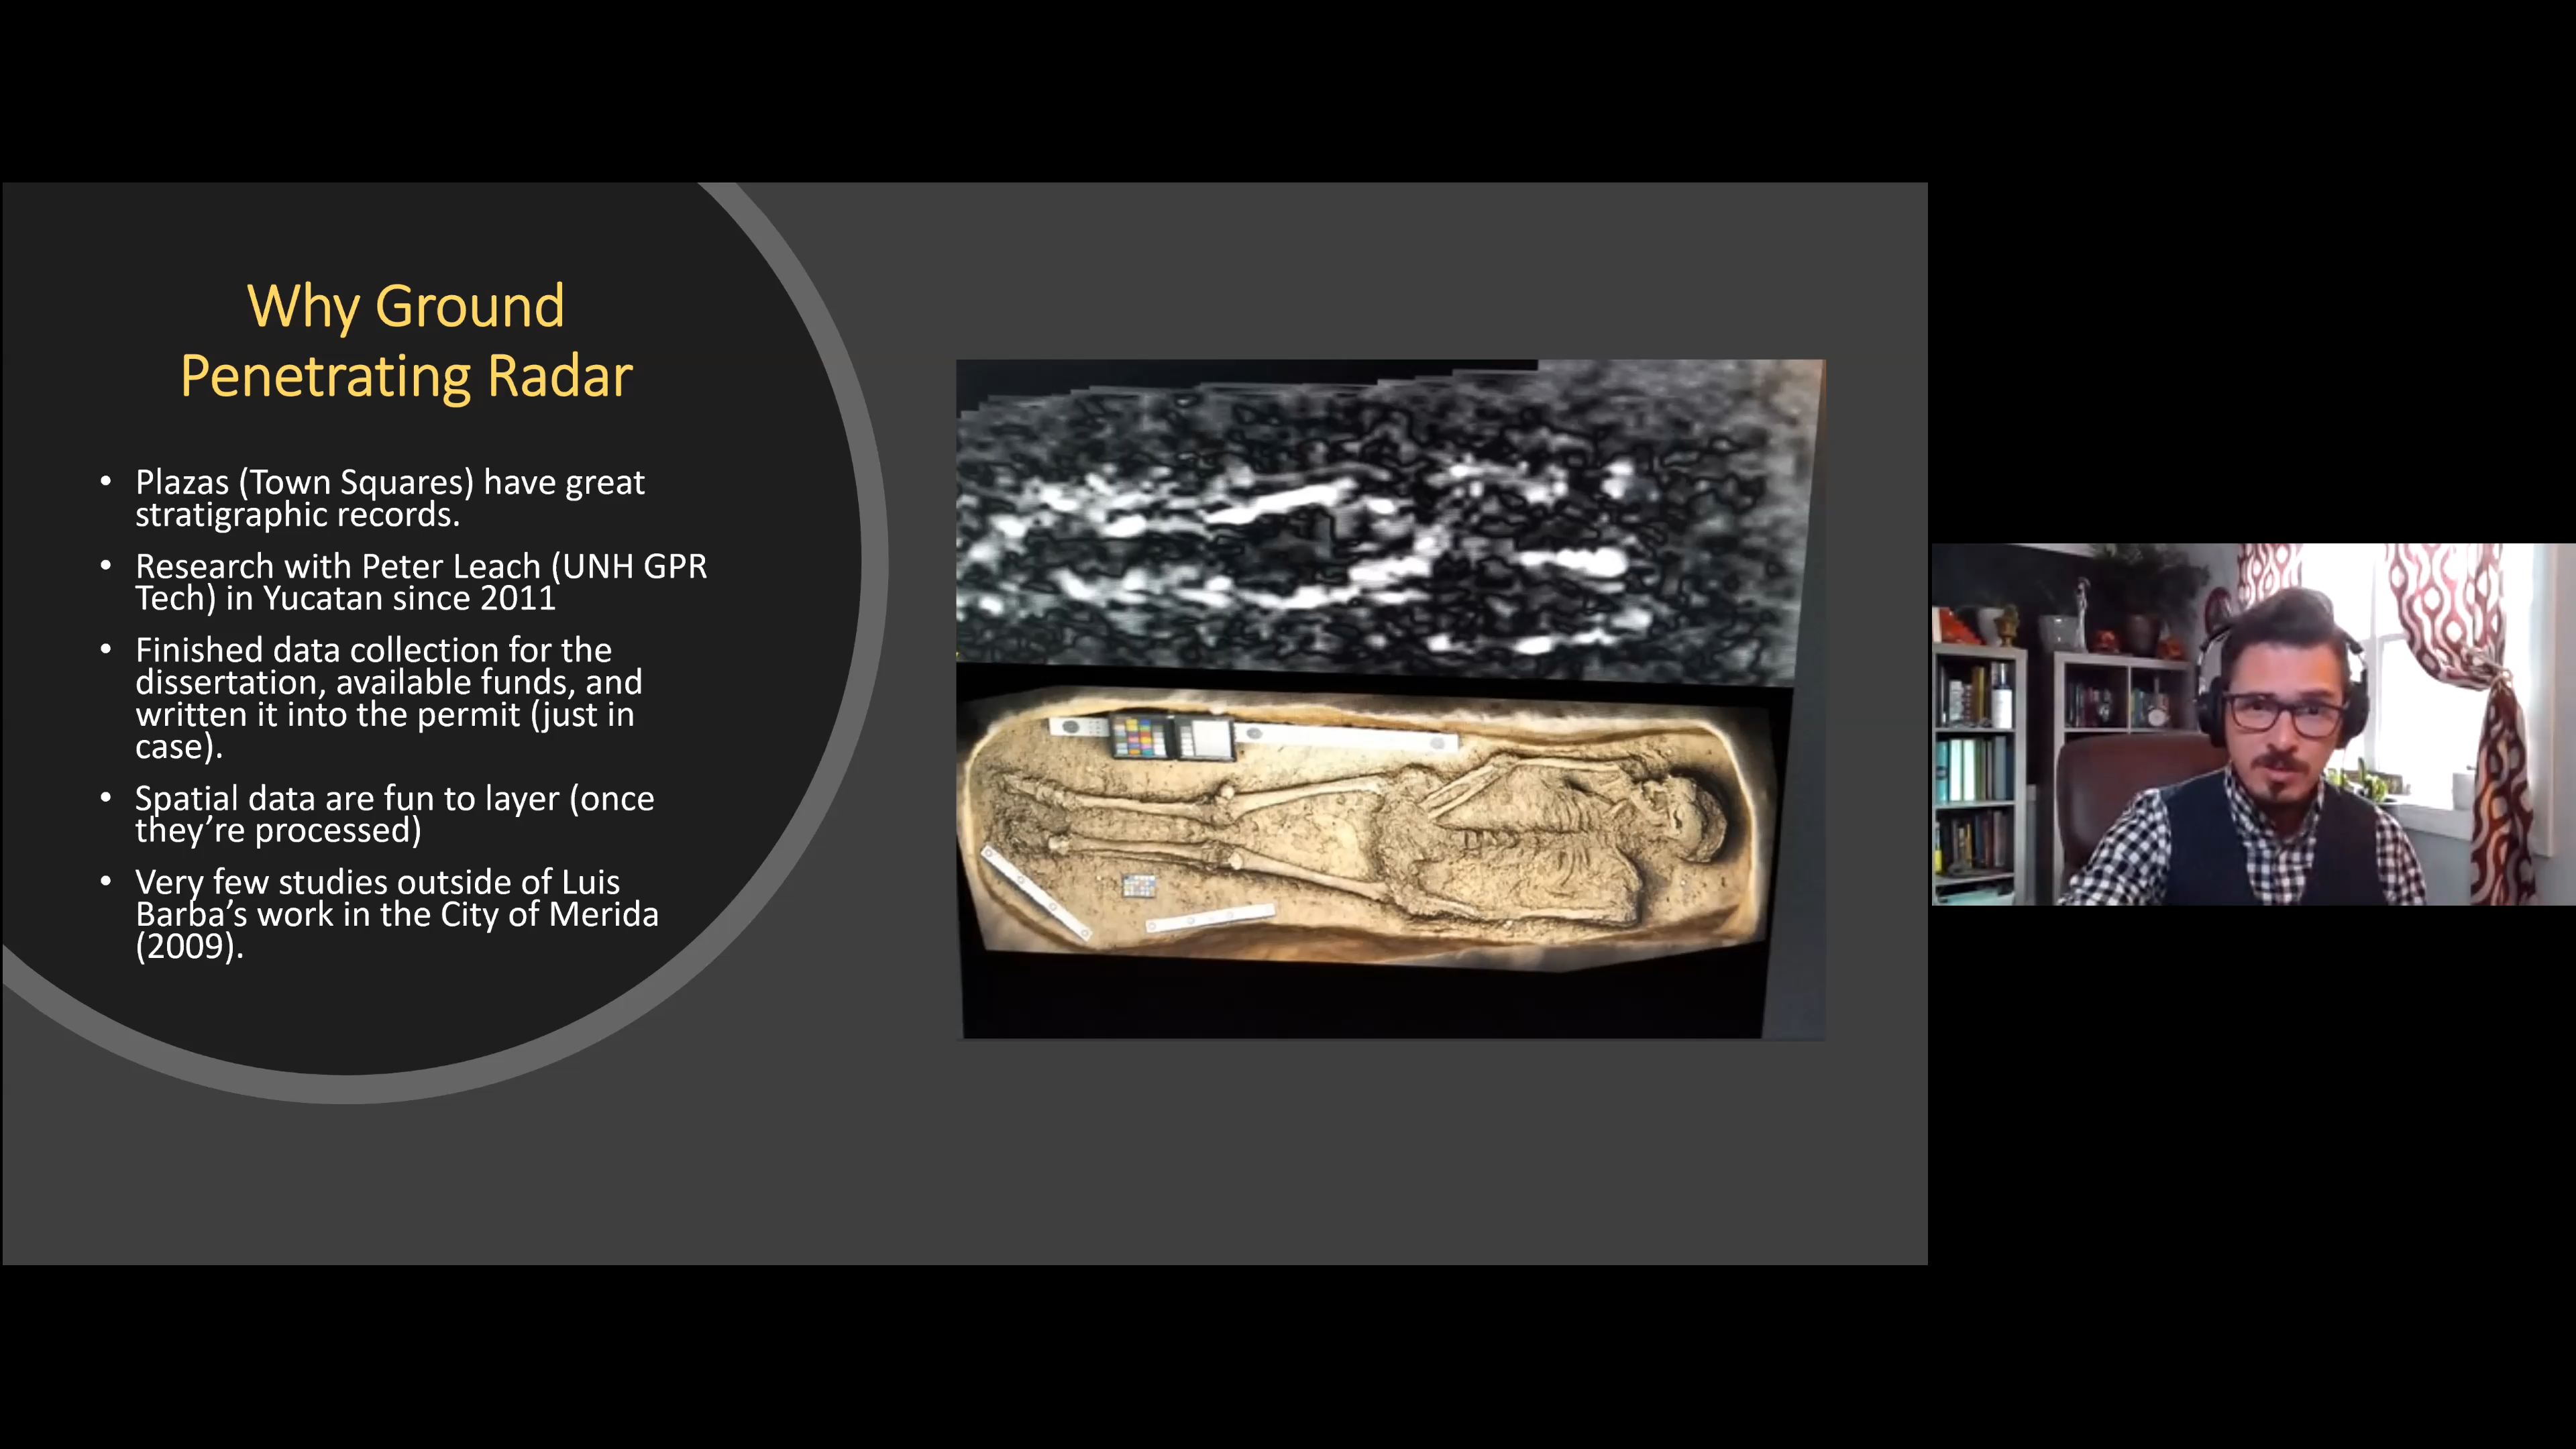 Why Ground
Penetrating Radar
• Plazas (Town Squares) have great
stratigraphic records.
• Research with Peter Leach (UNH GPR
Tech) in Yucatan since 2011
• Finished data collection for the
dissertation, available funds, and
written it into the permit (just in
case).
• Spatial data are fun to layer (once
they’re processed)
• Very few studies outside of Luis
Barba’s work in the City of Merida
(2009).